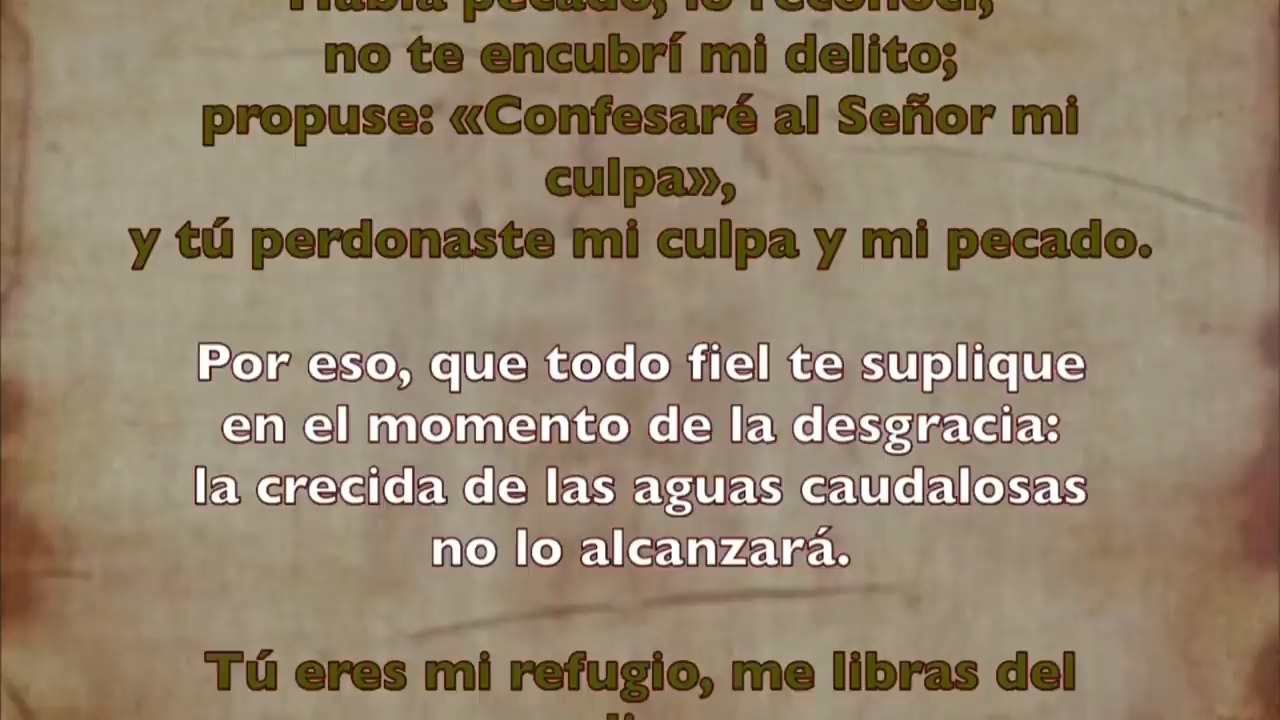 Había pecado, lo reconocí,
no te encubrí mi delito;
propuse: «Confesaré al Señor mi
culpa»,
y tú perdonaste mi culpa y mi pecado.
Por eso, que todo fiel te suplique
en el momento de la desgracia:
la crecida de las aguas caudalosas
no lo alcanzará.
Tú eres mi refugio, me libras del